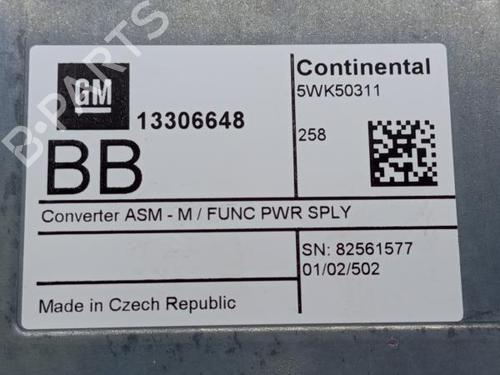 GM
13306648
BB
Continental
5WK50311
258
Converter ASM - M / FUNC PWR SPLY
SN: 82561577
01/02/502
Made in Czech Republic
B-PARTS